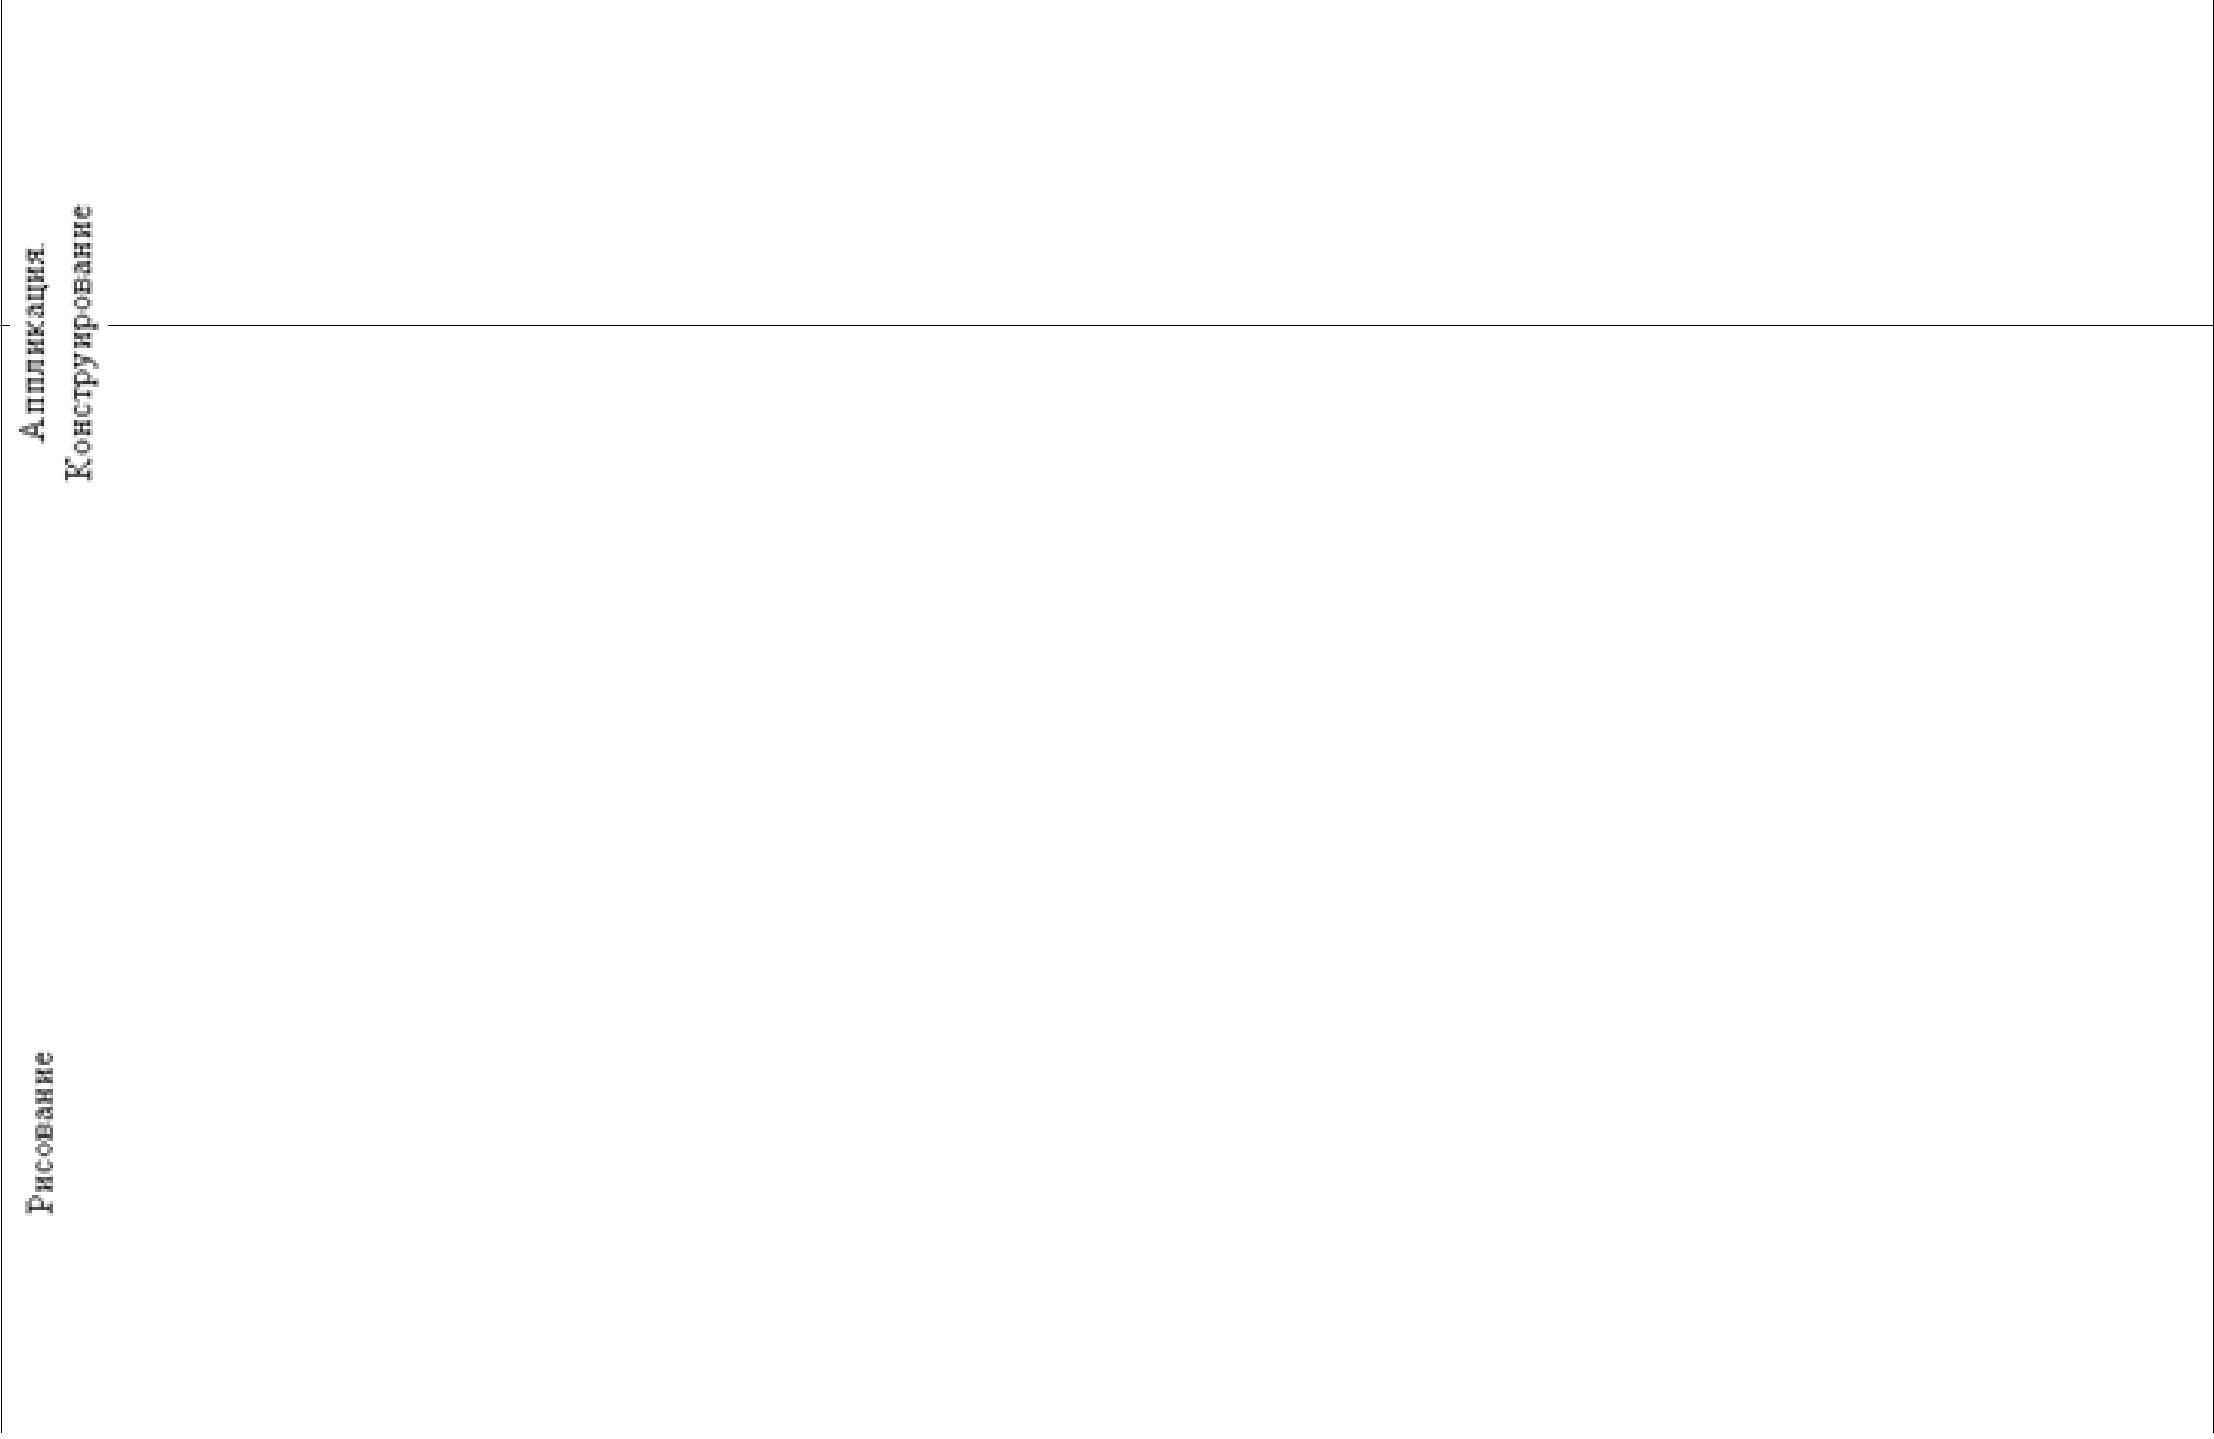 Аппликация.
Конструирование
Рисование